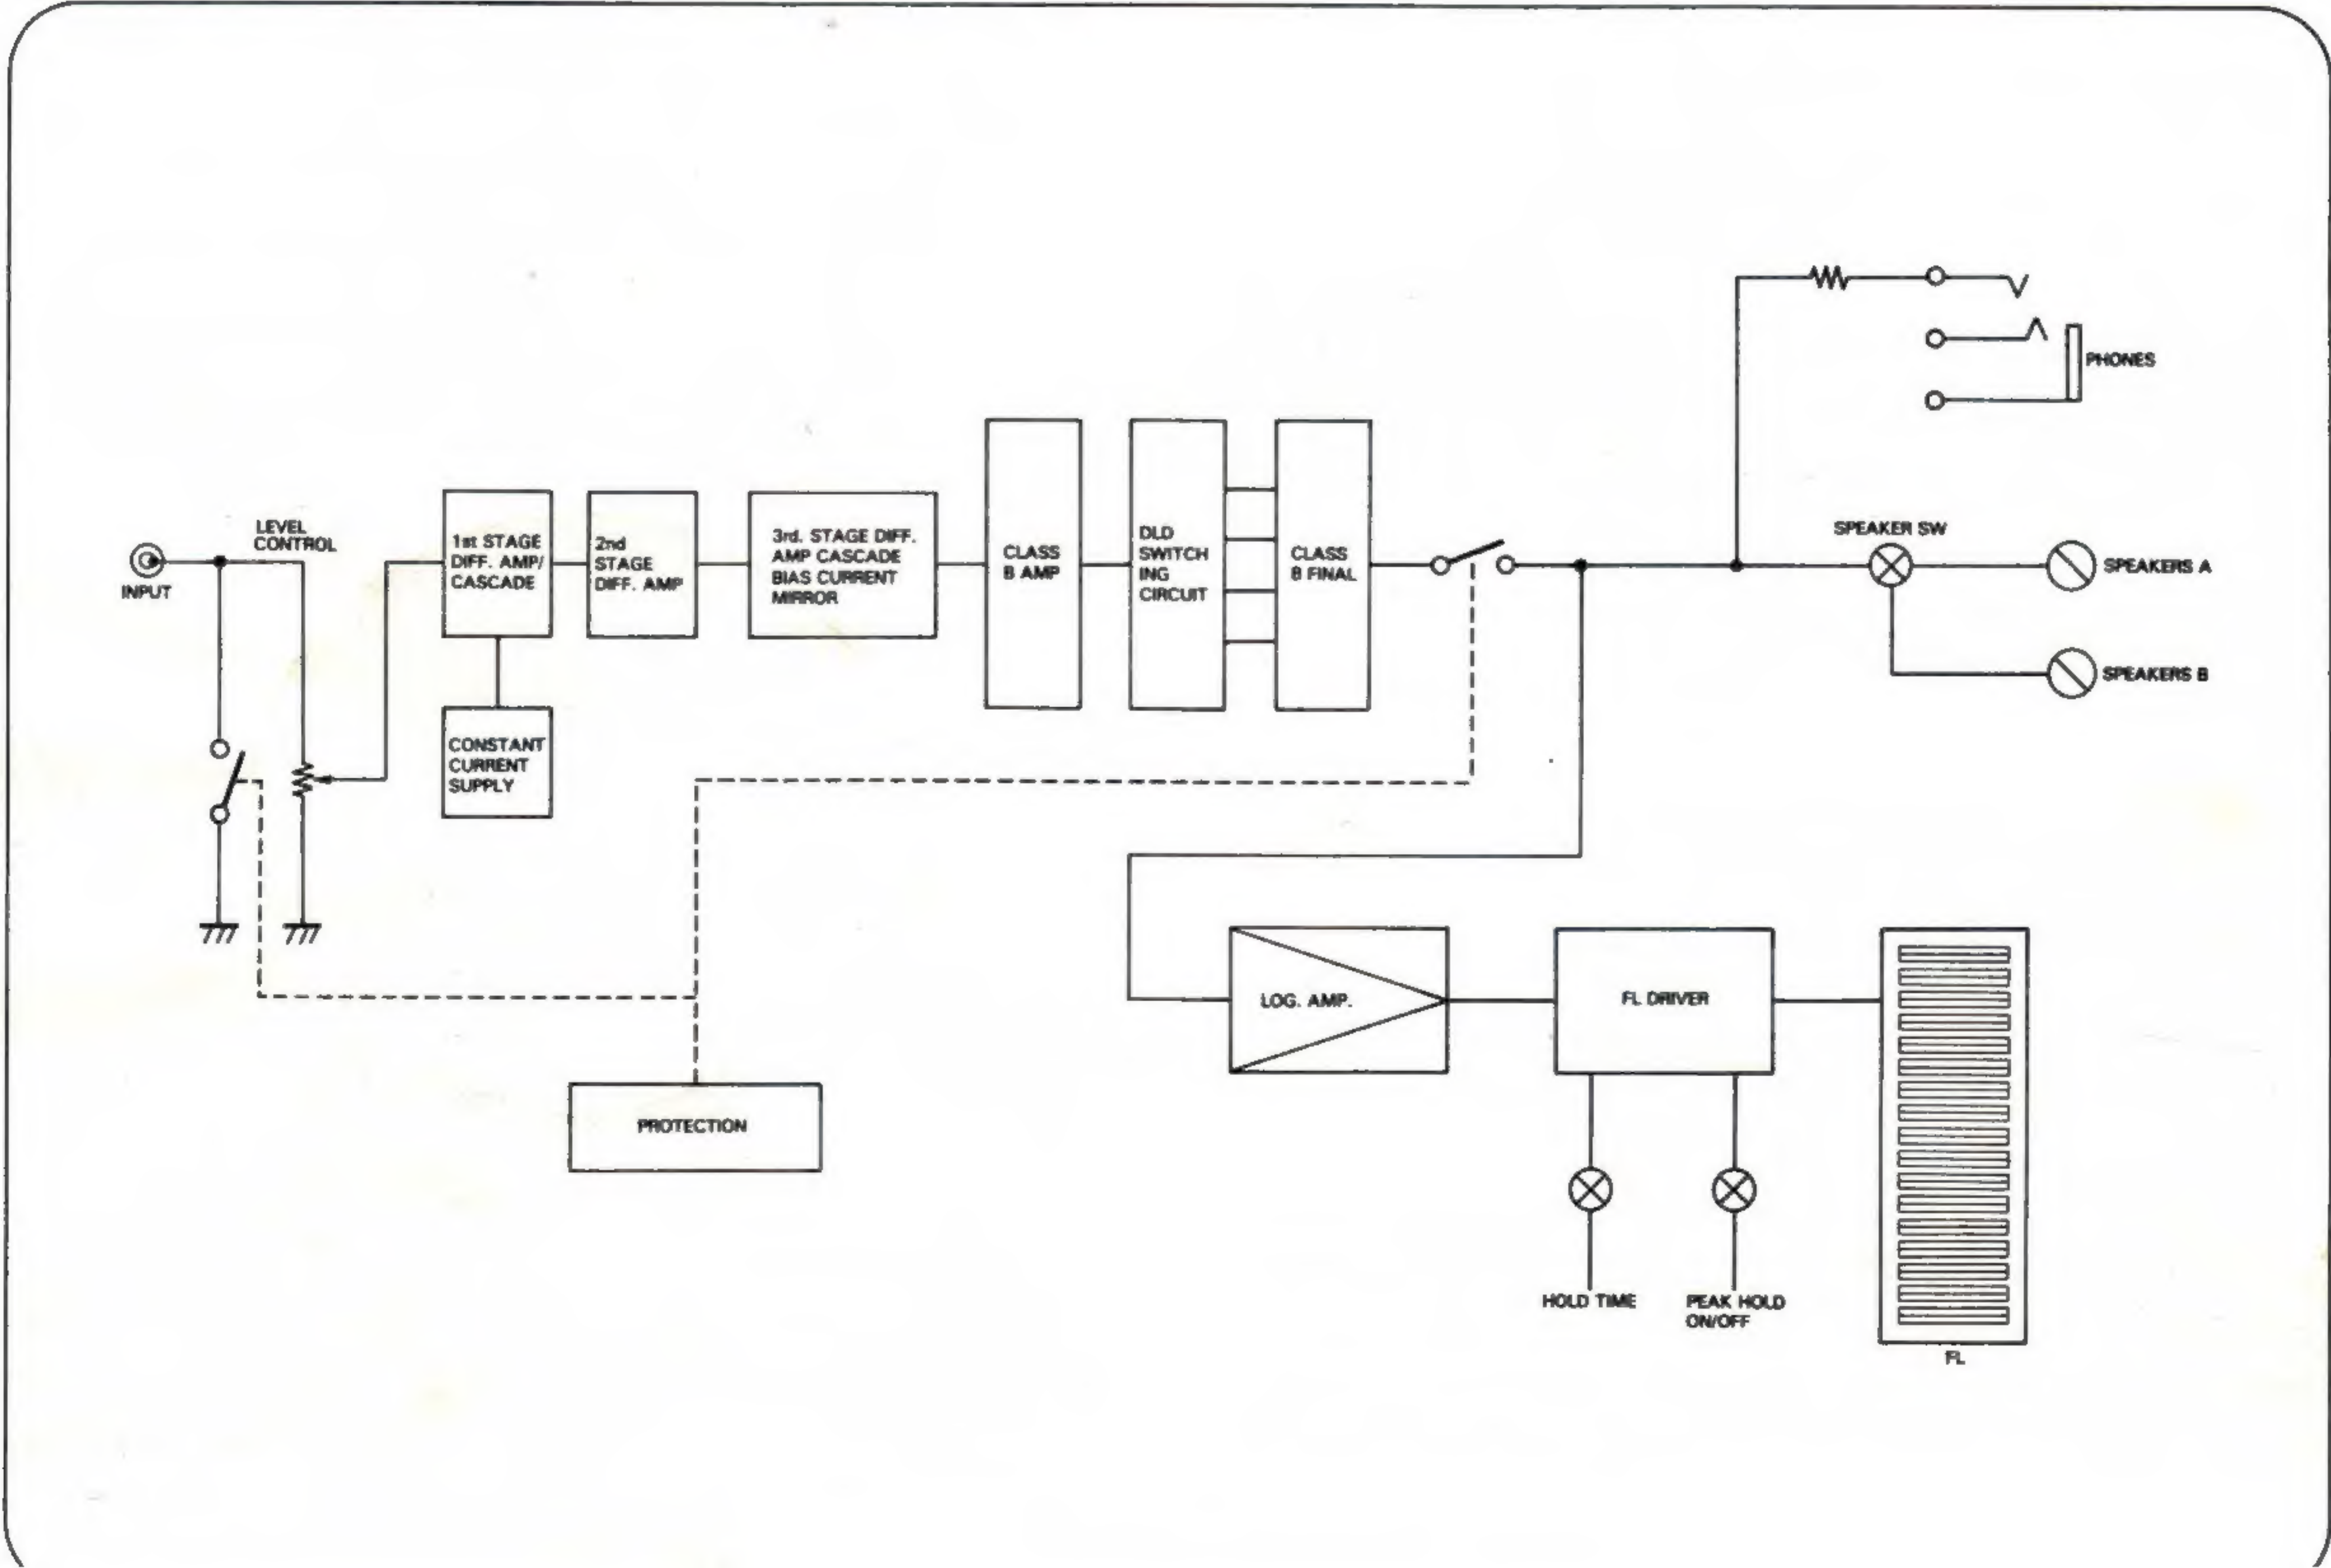 PHONES
LEVEL
CONTROL
INPUT
1st STAGE
DIFF. AMP/
CASCADE
2nd
STAGE
DIFF. AMP
3rd. STAGE DIFF.
AMP CASCADE
BIAS CURRENT
MIRROR
CLASS
B AMP
DLD
SWITCH
ING
CIRCUIT
CLASS
B FINAL
SPEAKER SW
SPEAKERS A
SPEAKERS B
CONSTANT
CURRENT
SUPPLY
LOG. AMP.
FL DRIVER
PROTECTION
HOLD TIME
PEAK HOLD
ON/OFF
FL